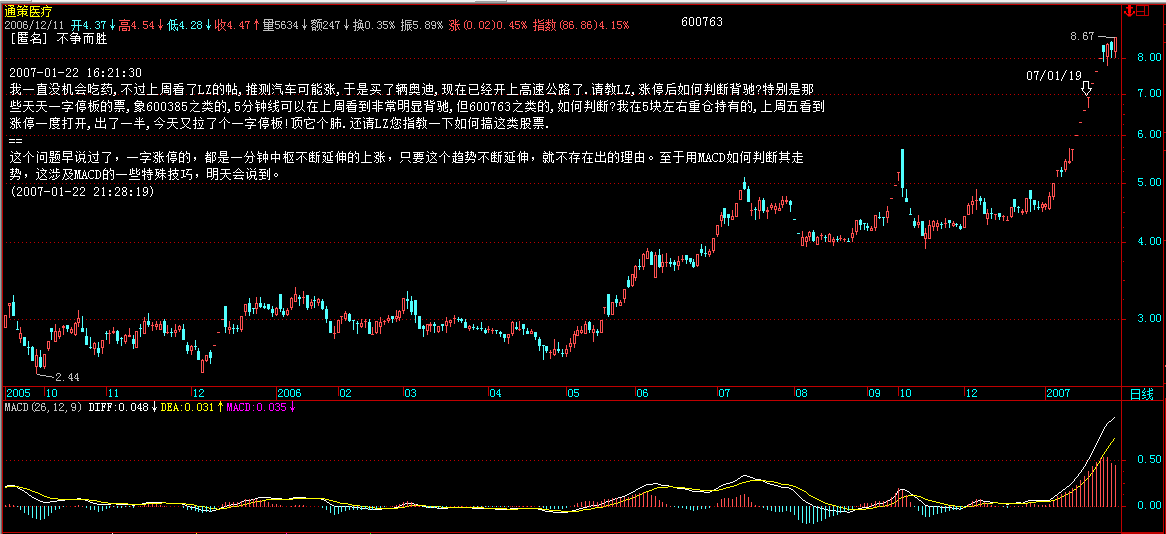 通策医疗
2006/12/11 开4.37↓高4.54↓低4.28↓收4.47↑量5634↓额247↓换0.35% 振5.89% 涨(0.02)0.45% 指数(86.86)4.15%
600763
[匿名] 不争而胜
8.67
2007-01-22 16:21:30
07/01/19
8.00
我一直没机会吃药,不过上周看了LZ的帖,推测汽车可能涨,于是买了辆奥迪,现在已经开上高速公路了.请教LZ,涨停后如何判断背驰?特别是那
些天天一字停板的票,象600385之类的,5分钟线可以在上周看到非常明显背驰,但600763之类的,如何判断?我在5块左右重仓持有的,上周五看到
涨停一度打开,出了一半,今天又拉了个一字停板!顶它个肺.还请LZ您指教一下如何搞这类股票.
7.00
==
6.00
这个问题早说过了，一字涨停的，都是一分钟中枢不断延伸的上涨，只要这个趋势不断延伸，就不存在出的理由。至于用MACD如何判断其走
势，这涉及MACD的一些特殊技巧，明天会说到。
(2007-01-22 21:28:19)
5.00
4.00
3.00
2.44
2005 10 11 12 2006 02 03 04 05 06 07 08 09 10 12 2007 日线
MACD(26,12,9) DIFF:0.048↓DEA:0.031↑MACD:0.035↓
0.50
0.00